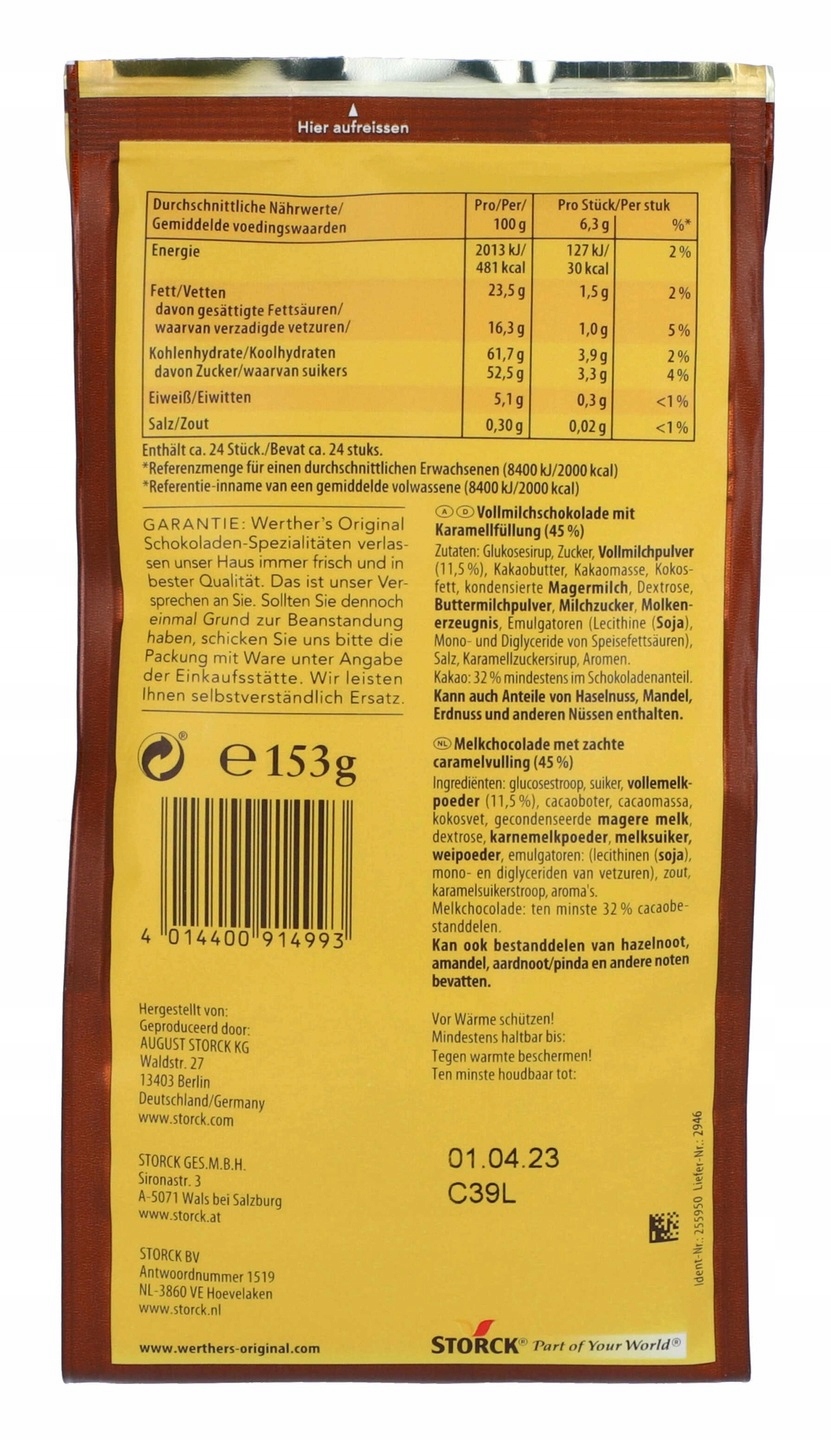 Hier aufreissen
Durchschnittliche Nährwerte/
Gemiddelde voedingswaarden
Pro/Per/
100 g
Pro Stück/Per stuk
6,3 g %*
Energie 2013 kJ/ 127 kJ/ 2 %
481 kcal 30 kcal
Fett/Vetten 23,5 g 1,5 g 2 %
davon gesättigte Fettsäuren/
waarvan verzadigde vetzuren/ 16,3 g 1,0 g 5 %
Kohlenhydrate/Koolhydraten 61,7 g 3,9 g 2 %
davon Zucker/waarvan suikers 52,5 g 3,3 g 4 %
Eiweiß/Eiwitten 5,1 g 0,3 g <1 %
Salz/Zout 0,30 g 0,02 g <1 %
Enthält ca. 24 Stück./Bevat ca. 24 stuks.
*Referenzmenge für einen durchschnittlichen Erwachsenen (8400 kJ/2000 kcal)
*Referentie-inname van een gemiddelde volwassene (8400 kJ/2000 kcal)
GARANTIE: Werther's Original
Schokoladen-Spezialitäten verlas-
sen unser Haus immer frisch und in
bester Qualität. Das ist unser Ver-
sprechen an Sie. Sollten Sie dennoch
einmal Grund zur Beanstandung
haben, schicken Sie uns bitte die
Packung mit Ware unter Angabe
der Einkaufsstätte. Wir leisten
Ihnen selbstverständlich Ersatz.
® e 153g
4 014400 914993
Hergestellt von:
Geproduceerd door:
AUGUST STORCK KG
Waldstr. 27
13403 Berlin
Deutschland/Germany
www.storck.com
STORCK GES.M.B.H.
Sironastr. 3
A-5071 Wals bei Salzburg
www.storck.at
STORCK BV
Antwoordnummer 1519
NL-3860 VE Hoevelaken
www.storck.nl
www.werthers-original.com
Ⓐ Ⓓ Vollmilchschokolade mit
Karamellfüllung (45 %)
Zutaten: Glukosesirup, Zucker, Vollmilchpulver
(11,5 %), Kakaobutter, Kakaomasse, Kokos-
fett, kondensierte Magermilch, Dextrose,
Buttermilchpulver, Milchzucker, Molken-
erzeugnis, Emulgatoren (Lecithine (Soja),
Mono- und Diglyceride von Speisefettsäuren),
Salz, Karamellzuckersirup, Aromen.
Kakao: 32 % mindestens im Schokoladenanteil.
Kann auch Anteile von Haselnuss, Mandel,
Erdnuss und anderen Nüssen enthalten.
NL Melkchocolade met zachte
caramelvulling (45 %)
Ingrediënten: glucosestroop, suiker, vollemelk-
poeder (11,5 %), cacaoboter, cacaomassa,
kokosvet, gecondenseerde magere melk,
dextrose, karnemelkpoeder, melksuiker,
weipoeder, emulgatoren: (lecithinen (soja),
mono- en diglyceriden van vetzuren), zout,
karamelsuikerstroop, aroma's.
Melkchocolade: ten minste 32 % cacaobe-
standdelen.
Kan ook bestanddelen van hazelnoot,
amandel, aardnoot/pinda en andere noten
bevatten.
Vor Wärme schützen!
Mindestens haltbar bis:
Tegen warmte beschermen!
Ten minste houdbaar tot:
01.04.23
C39L
Ident-Nr.: 255950 Liefer-Nr.: 2946
STORCK® Part of Your World®